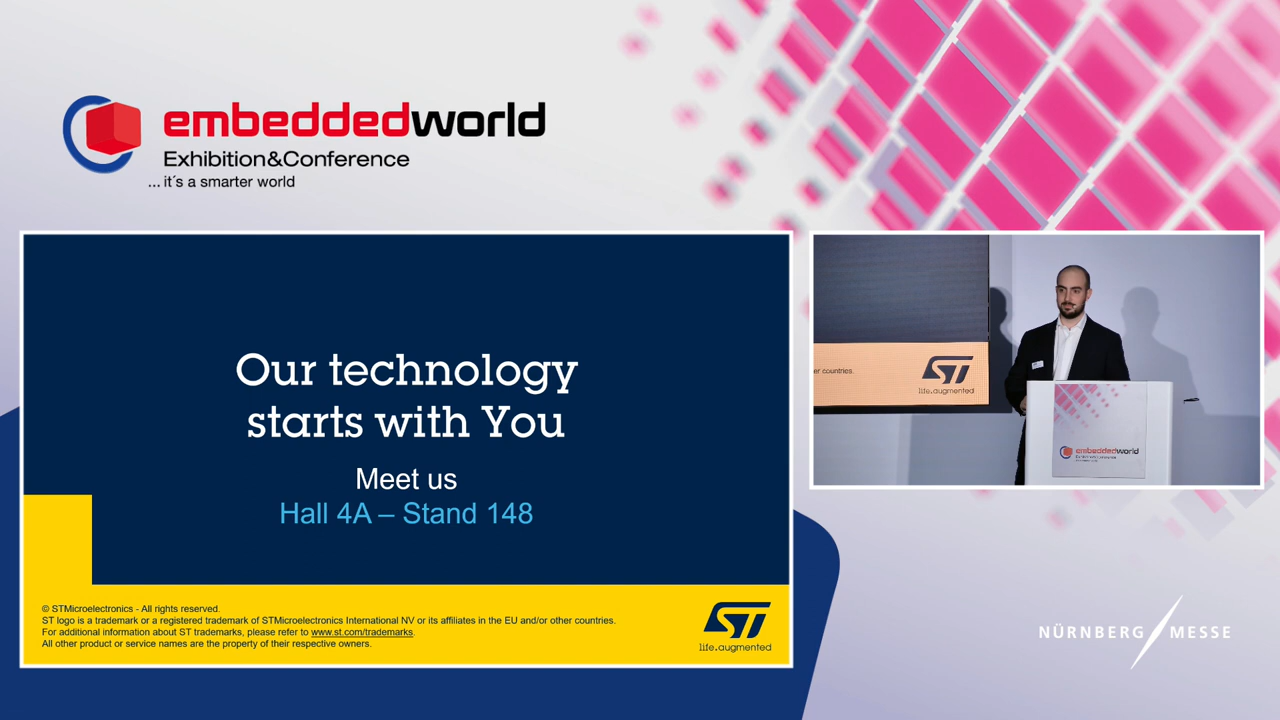 embeddedworld
Exhibition&Conference
... it´s a smarter world
Our technology
starts with You
Meet us
Hall 4A – Stand 148
© STMicroelectronics - All rights reserved.
ST logo is a trademark or a registered trademark of STMicroelectronics International NV or its affiliates in the EU and/or other countries.
For additional information about ST trademarks, please refer to www.st.com/trademarks.
All other product or service names are the property of their respective owners.
ST
life.augmented
er countries.
ST
life.augmented
embeddedworld
NÜRNBERG MESSE